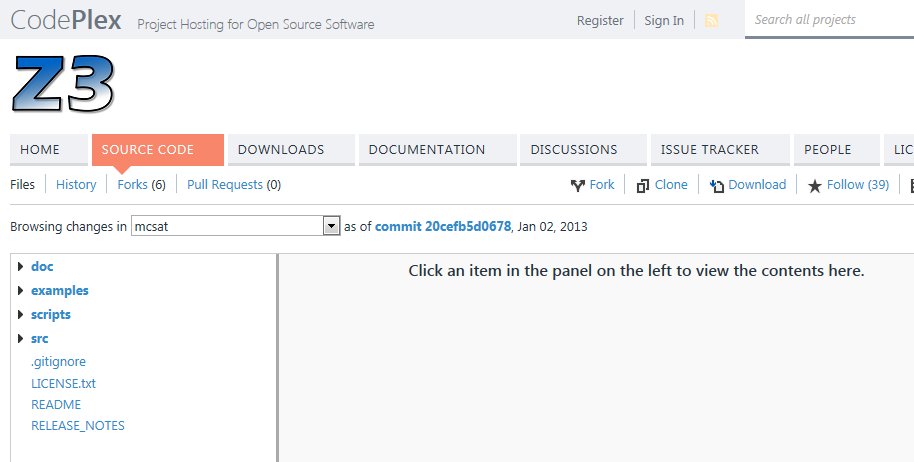 CodePlex Project Hosting for Open Source Software Register Sign In Search all projects
Z3
HOME SOURCE CODE DOWNLOADS DOCUMENTATION DISCUSSIONS ISSUE TRACKER PEOPLE LIC
Files History Forks (6) Pull Requests (0) Fork Clone Download Follow (39)
Browsing changes in mcsat as of commit 20cefb5d0678, Jan 02, 2013
doc
Click an item in the panel on the left to view the contents here.
examples
scripts
src
.gitignore
LICENSE.txt
README
RELEASE_NOTES